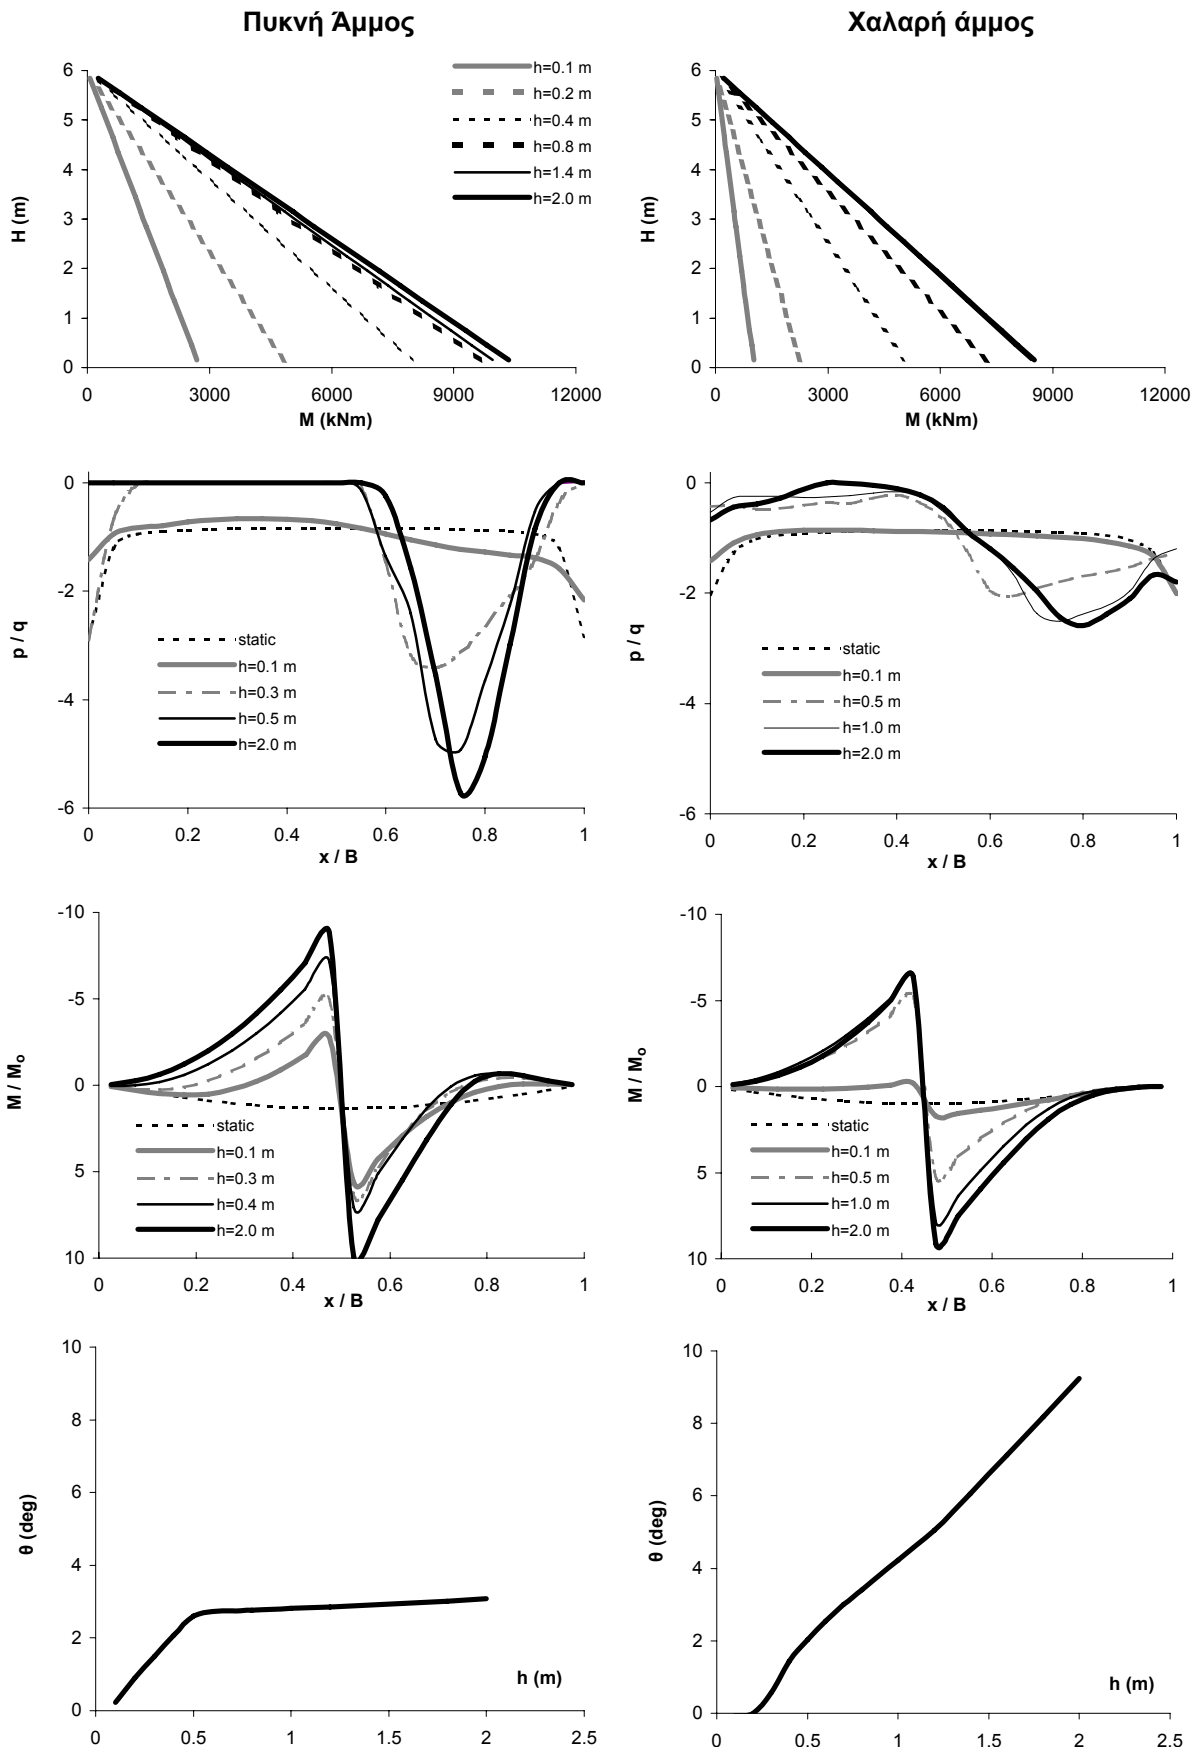 Πυκνή Άμμος
Χαλαρή άμμος
h=0.1 m
h=0.2 m
h=0.4 m
h=0.8 m
h=1.4 m
h=2.0 m
6
5
4
3
2
1
0
H (m)
0 3000 6000 9000 12000
M (kNm)
6
5
4
3
2
1
0
H (m)
0 3000 6000 9000 12000
M (kNm)
0
-2
-4
-6
p / q
static
h=0.1 m
h=0.3 m
h=0.5 m
h=2.0 m
0 0.2 0.4 0.6 0.8 1
x / B
0
-2
-4
-6
p / q
static
h=0.1 m
h=0.5 m
h=1.0 m
h=2.0 m
0 0.2 0.4 0.6 0.8 1
x / B
-10
-5
0
5
10
M / Mo
static
h=0.1 m
h=0.3 m
h=0.4 m
h=2.0 m
0 0.2 0.4 0.6 0.8 1
x / B
-10
-5
0
5
10
M / Mo
static
h=0.1 m
h=0.5 m
h=1.0 m
h=2.0 m
0 0.2 0.4 0.6 0.8 1
x / B
10
8
6
4
2
0
θ (deg)
h (m)
0 0.5 1 1.5 2 2.5
10
8
6
4
2
0
θ (deg)
h (m)
0 0.5 1 1.5 2 2.5